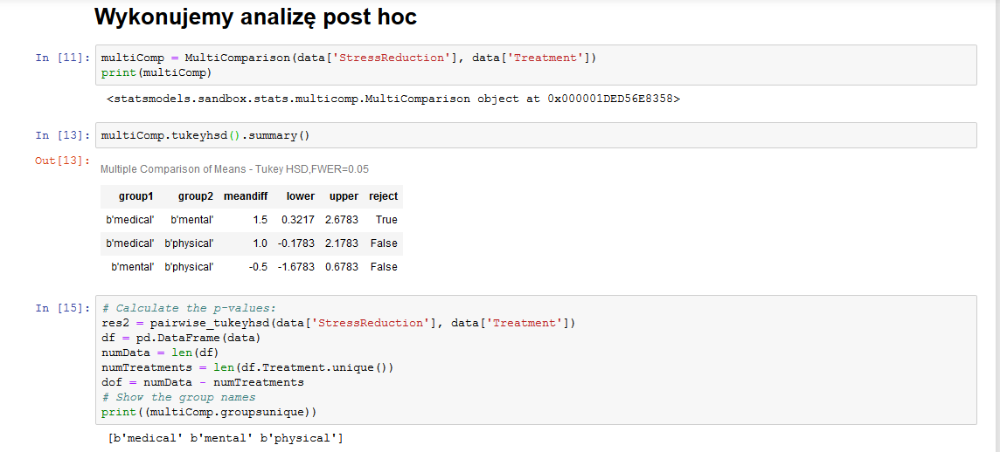 Wykonujemy analizę post hoc
In [11]: multiComp = MultiComparison(data['StressReduction'], data['Treatment'])
print(multiComp)
<statsmodels.sandbox.stats.multicomp.MultiComparison object at 0x000001DED56E8358>
In [13]: multiComp.tukeyhsd().summary()
Out[13]:
Multiple Comparison of Means - Tukey HSD,FWER=0.05
group1 group2 meandiff lower upper reject
b'medical' b'mental' 1.5 0.3217 2.6783 True
b'medical' b'physical' 1.0 -0.1783 2.1783 False
b'mental' b'physical' -0.5 -1.6783 0.6783 False
In [15]: # Calculate the p-values:
res2 = pairwise_tukeyhsd(data['StressReduction'], data['Treatment'])
df = pd.DataFrame(data)
numData = len(df)
numTreatments = len(df.Treatment.unique())
dof = numData - numTreatments
# Show the group names
print((multiComp.groupsunique))
[b'medical' b'mental' b'physical']